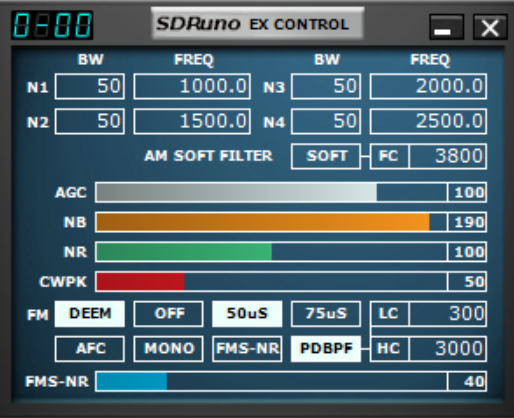 0-00 SDRuno EX CONTROL
BW FREQ BW FREQ
N1 50 1000.0 N3 50 2000.0
N2 50 1500.0 N4 50 2500.0
AM SOFT FILTER SOFT FC 3800
AGC 100
NB 190
NR 100
CWPK 50
FM DEEM OFF 50uS 75uS LC 300
AFC MONO FMS-NR PDBPF HC 3000
FMS-NR 40